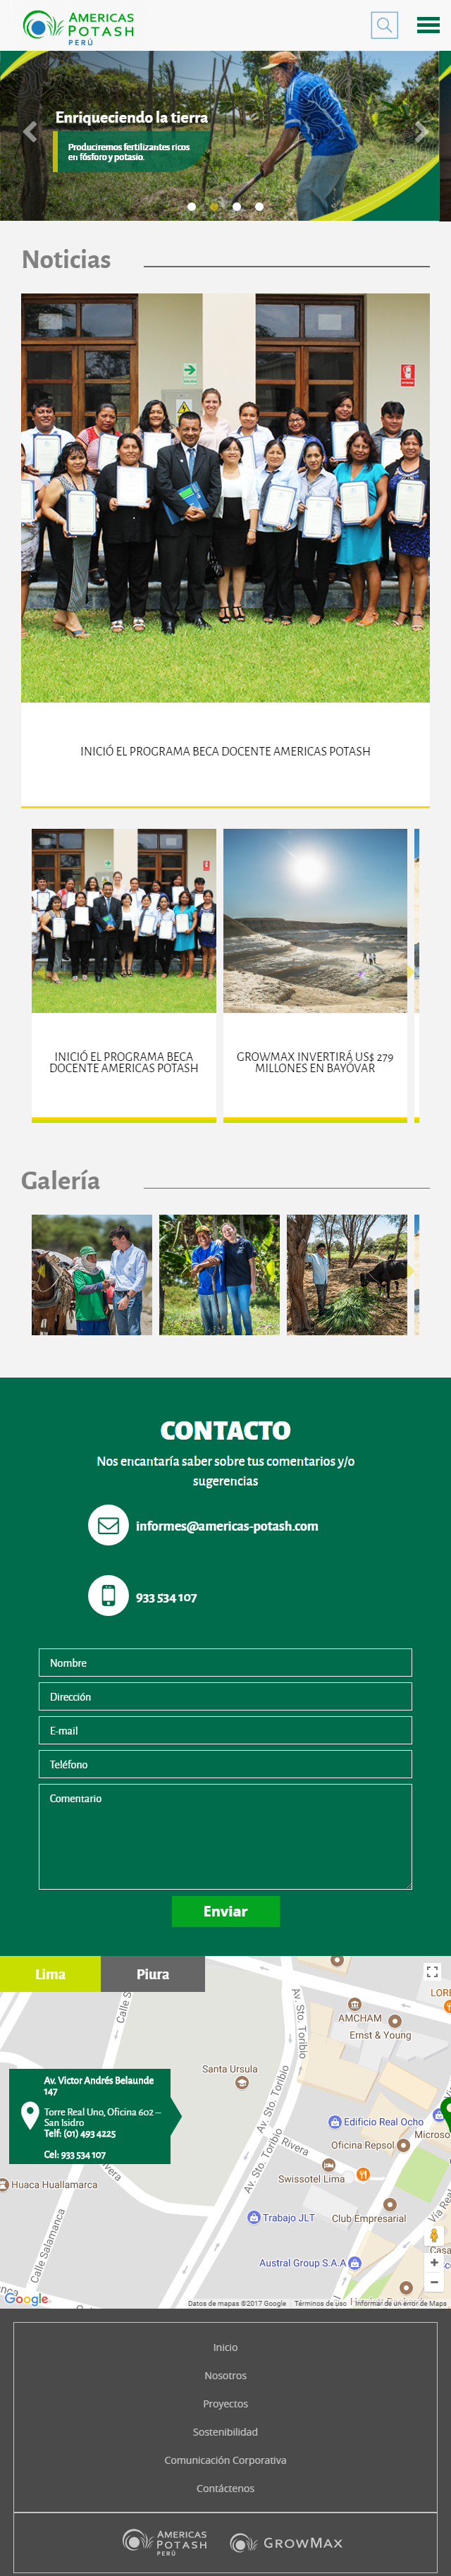 AMERICAS
POTASH
PERÚ
Enriqueciendo la tierra
Produciremos fertilizantes ricos
en fósforo y potasio.
Noticias
INICIÓ EL PROGRAMA BECA DOCENTE AMERICAS POTASH
INICIÓ EL PROGRAMA BECA
DOCENTE AMERICAS POTASH
GROWMAX INVERTIRÁ US$ 279
MILLONES EN BAYÓVAR
Galería
CONTACTO
Nos encantaría saber sobre tus comentarios y/o
sugerencias
informes@americas-potash.com
933 534 107
Nombre
Dirección
E-mail
Teléfono
Comentario
Enviar
Lima
Piura
Av. Victor Andrés Belaunde
147
Torre Real Uno, Oficina 602 –
San Isidro
Telf: (01) 493 4225
Cel: 933 534 107
Calle S
Av. Sto. Toribio
LORE
AMCHAM
Ernst & Young
Santa Ursula
Av. Sto. Toribio
Edificio Real Ocho
Microso
Rivera
Oficina Repsol
Av. Sto. Toribio
Swissotel Lima
Huaca Huallamarca
Calle Salamanca
Trabajo JLT
Club Empresarial
Vía Real
Casa
Austral Group S.A.A
Google
Datos de mapas ©2017 Google
Términos de uso
Informar de un error de Maps
Inicio
Nosotros
Proyectos
Sostenibilidad
Comunicación Corporativa
Contáctenos
AMERICAS
POTASH
PERÚ
GROWMAX